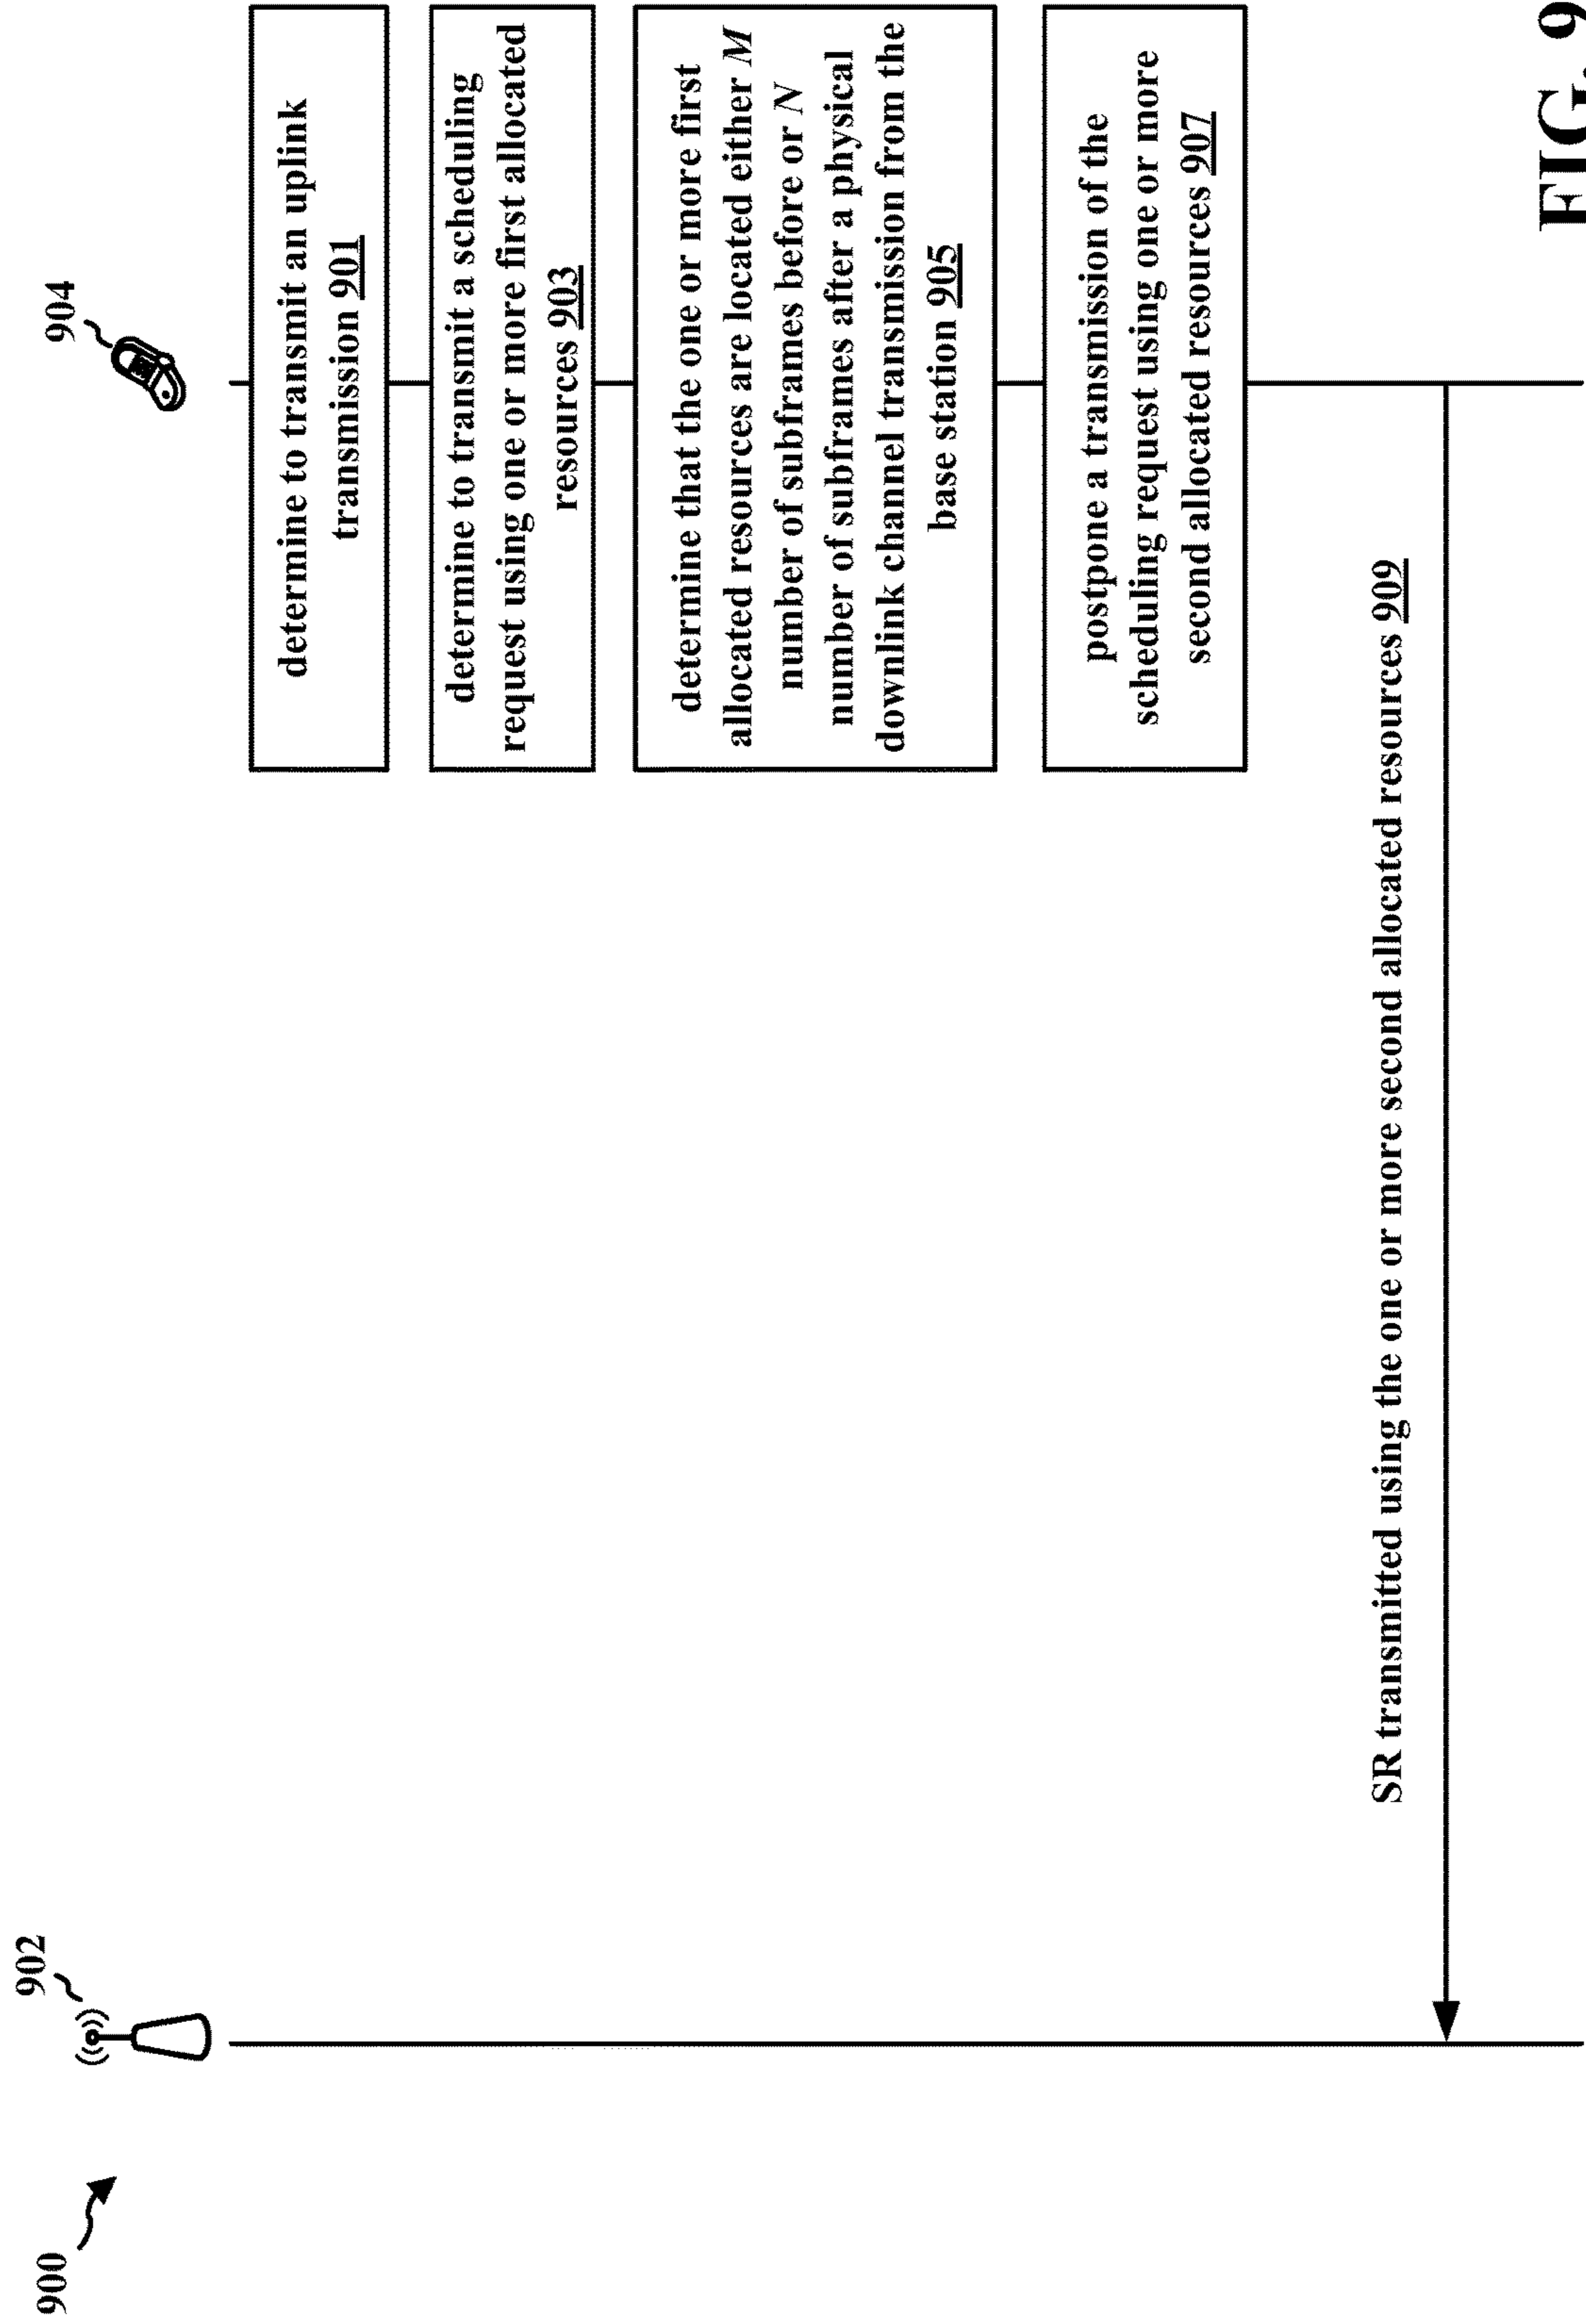 900
902
904
determine to transmit an uplink
transmission 901
determine to transmit a scheduling
request using one or more first allocated
resources 903
determine that the one or more first
allocated resources are located either M
number of subframes before or N
number of subframes after a physical
downlink channel transmission from the
base station 905
postpone a transmission of the
scheduling request using one or more
second allocated resources 907
SR transmitted using the one or more second allocated resources 909
FIG. 9